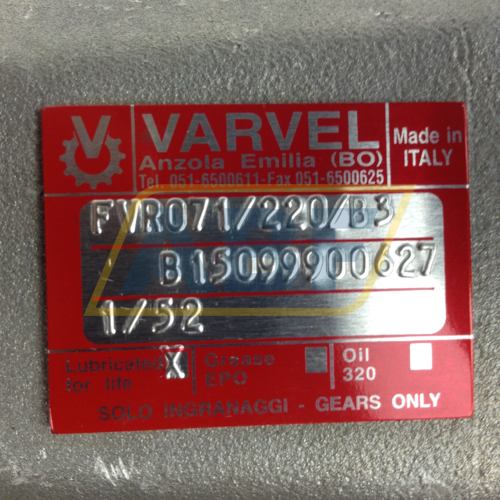 V VARVEL
Made in
ITALY
Anzola Emilia (BO)
Tel. 051-6500611-Fax 051-6500625
FVR071/220/B3
B15099900627
1/52
Lubricated X Grease Oil
for life EPO 320
SOLO INGRANAGGI - GEARS ONLY